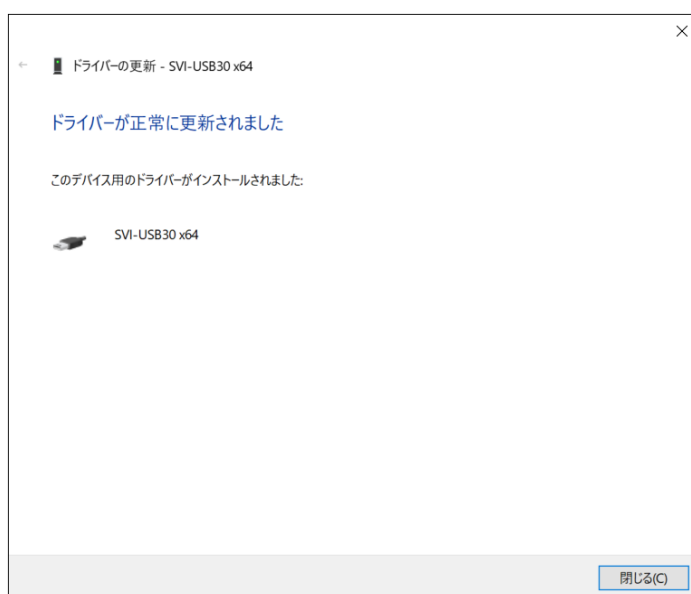 ドライバーの更新 - SVI-USB30 x64
ドライバーが正常に更新されました
このデバイス用のドライバーがインストールされました:
SVI-USB30 x64
閉じる(C)